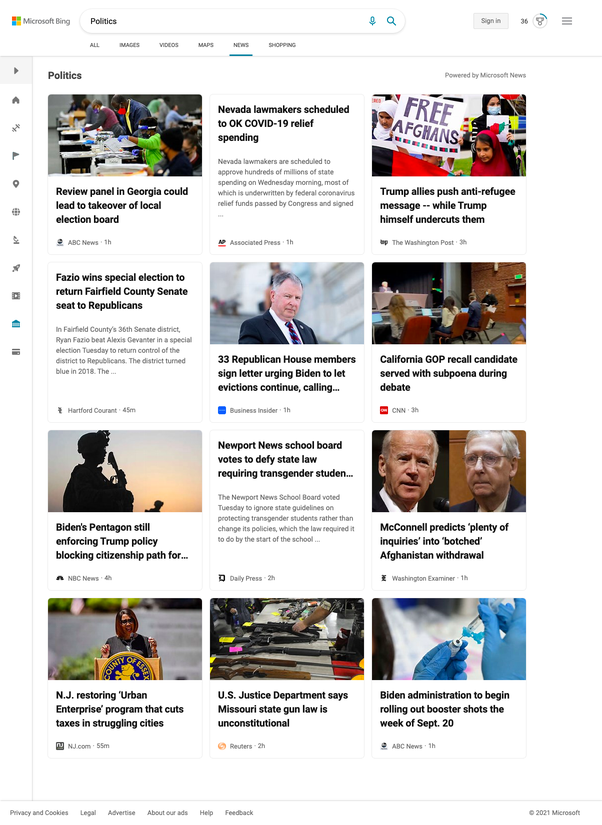 Microsoft Bing
Politics
Sign in
36
ALL IMAGES VIDEOS MAPS NEWS SHOPPING
Politics
Powered by Microsoft News
Review panel in Georgia could
lead to takeover of local
election board
ABC News · 1h
Nevada lawmakers scheduled
to OK COVID-19 relief
spending
Nevada lawmakers are scheduled to
approve hundreds of millions of state
spending on Wednesday morning, most of
which is underwritten by federal coronavirus
relief funds passed by Congress and signed
...
AP Associated Press · 1h
FREE
AFGHANS
Trump allies push anti-refugee
message -- while Trump
himself undercuts them
wp The Washington Post · 3h
Fazio wins special election to
return Fairfield County Senate
seat to Republicans
In Fairfield County's 36th Senate district,
Ryan Fazio beat Alexis Gevanter in a special
election Tuesday to return control of the
district to Republicans. The district turned
blue in 2018. The ...
Hartford Courant · 45m
33 Republican House members
sign letter urging Biden to let
evictions continue, calling...
Business Insider · 1h
California GOP recall candidate
served with subpoena during
debate
CNN CNN · 3h
Biden's Pentagon still
enforcing Trump policy
blocking citizenship path for...
NBC News · 4h
Newport News school board
votes to defy state law
requiring transgender studen...
The Newport News School Board voted
Tuesday to ignore state guidelines on
protecting transgender students rather than
change its policies, which the law required it
to do by the start of the school ...
Daily Press · 2h
McConnell predicts ‘plenty of
inquiries’ into ‘botched’
Afghanistan withdrawal
Washington Examiner · 1h
COUNTY OF ESSEX
N.J. restoring ‘Urban
Enterprise’ program that cuts
taxes in struggling cities
NJ.com · 55m
U.S. Justice Department says
Missouri state gun law is
unconstitutional
Reuters · 2h
Biden administration to begin
rolling out booster shots the
week of Sept. 20
ABC News · 1h
Privacy and Cookies Legal Advertise About our ads Help Feedback
© 2021 Microsoft